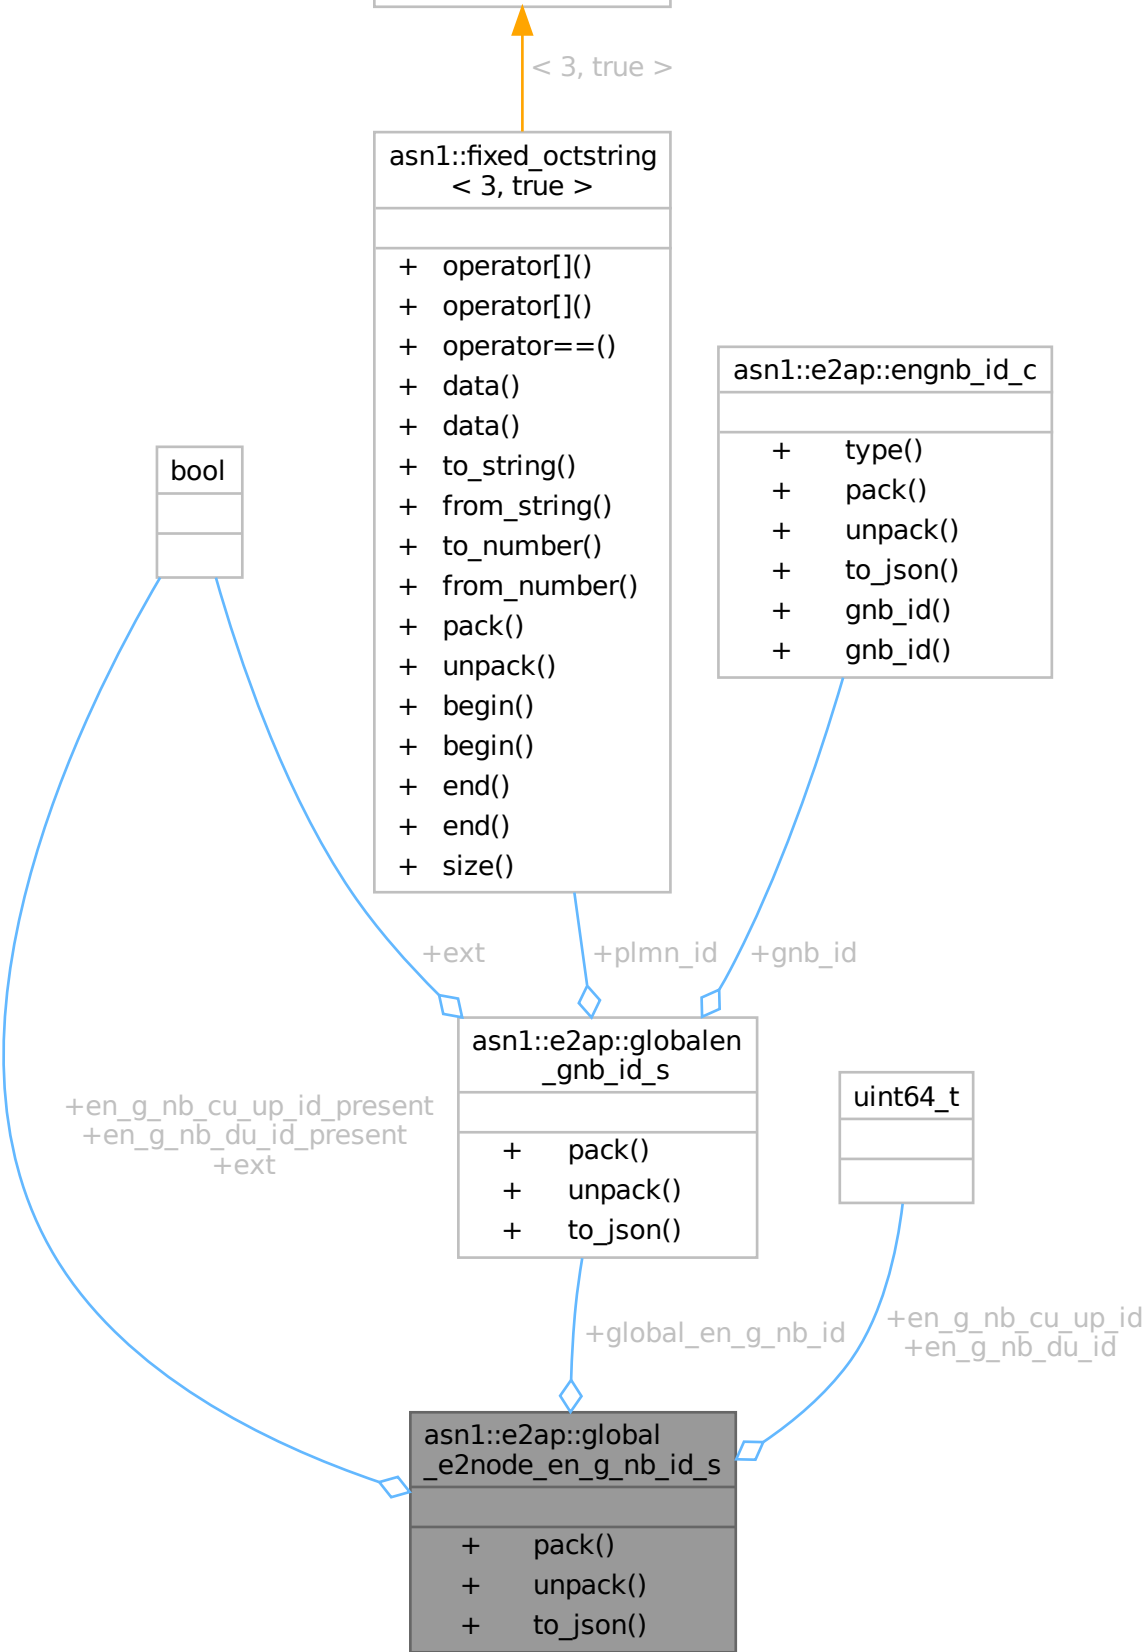 < 3, true >
asn1::fixed_octstring
< 3, true >
+ operator[]()
+ operator[]()
+ operator==()
+ data()
+ data()
+ to_string()
+ from_string()
+ to_number()
+ from_number()
+ pack()
+ unpack()
+ begin()
+ begin()
+ end()
+ end()
+ size()
asn1::e2ap::engnb_id_c
+ type()
+ pack()
+ unpack()
+ to_json()
+ gnb_id()
+ gnb_id()
bool
+ext
+plmn_id
+gnb_id
asn1::e2ap::globalen
_gnb_id_s
+ pack()
+ unpack()
+ to_json()
uint64_t
+en_g_nb_cu_up_id_present
+en_g_nb_du_id_present
+ext
+global_en_g_nb_id
+en_g_nb_cu_up_id
+en_g_nb_du_id
asn1::e2ap::global
_e2node_en_g_nb_id_s
+ pack()
+ unpack()
+ to_json()